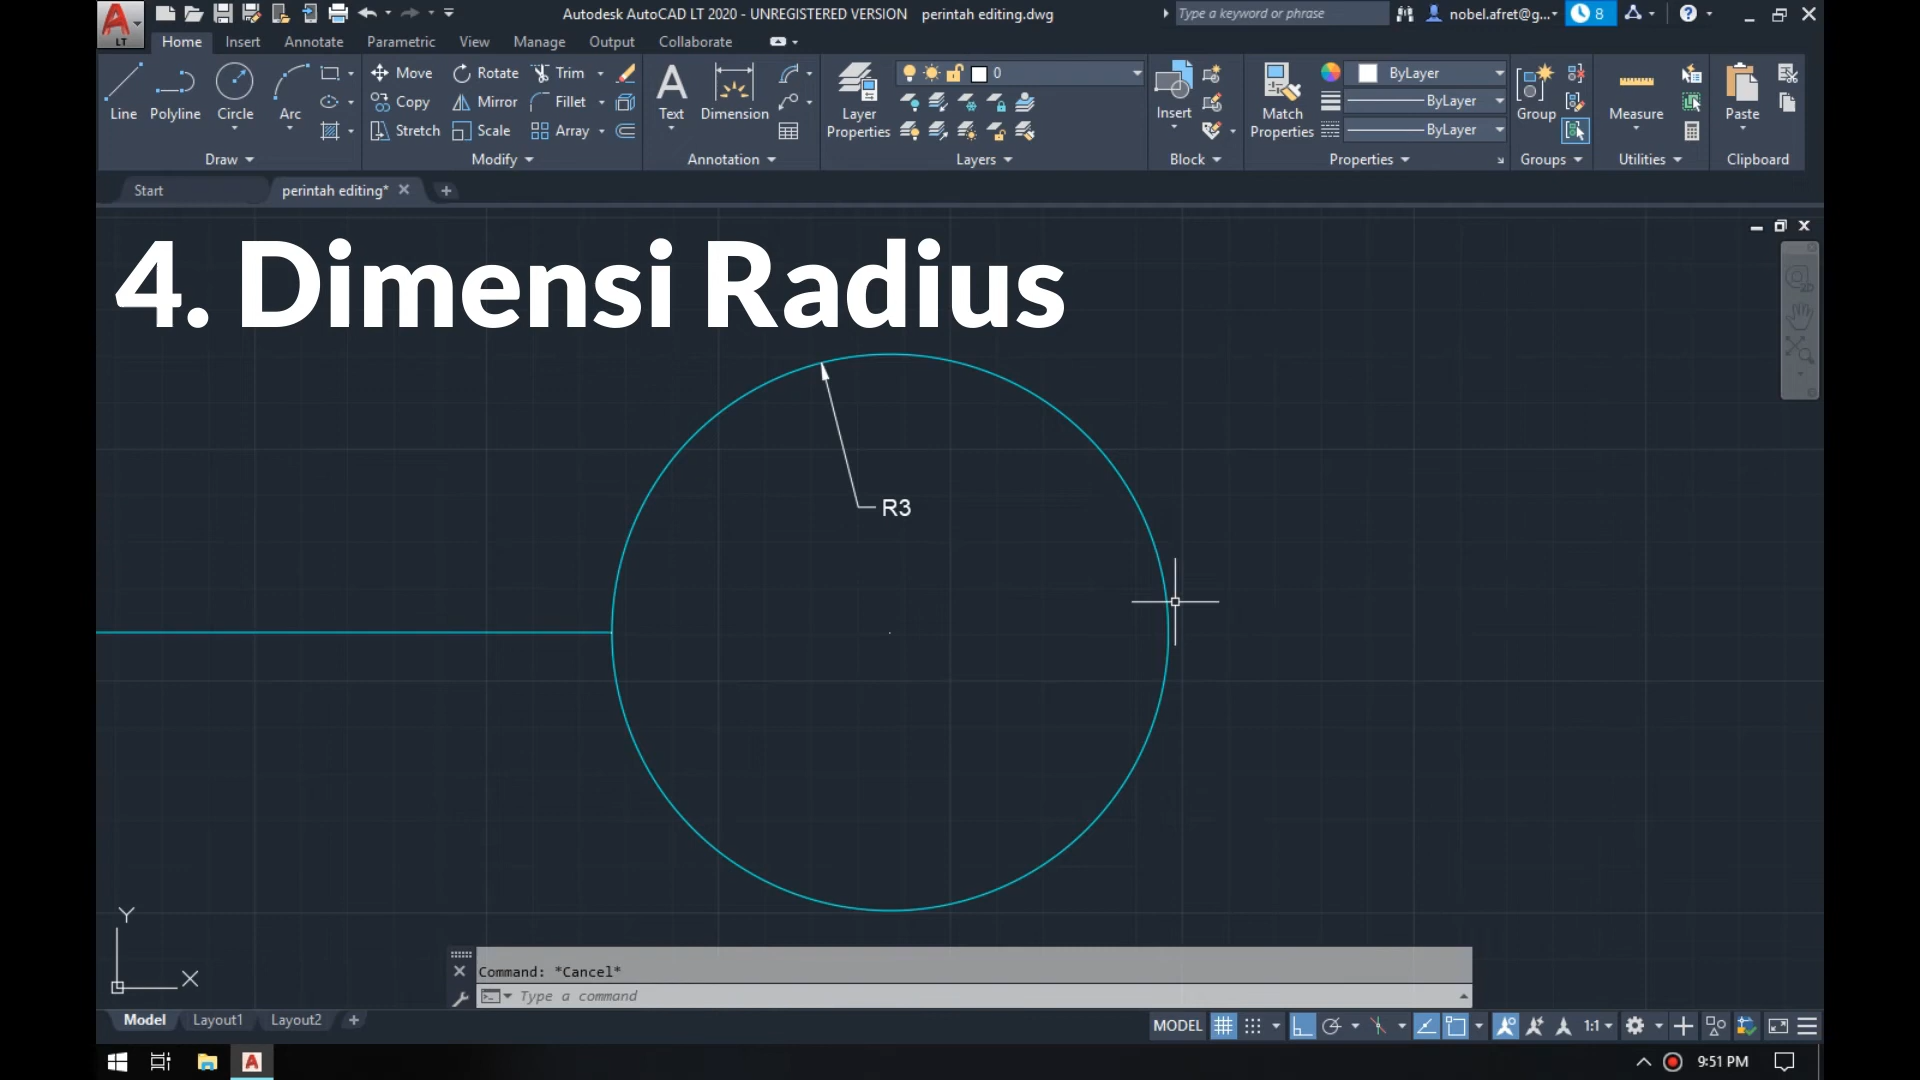 Autodesk AutoCAD LT 2020 - UNREGISTERED VERSION perintah editing.dwg
Type a keyword or phrase
nobel.afret@g...
8
LT
Home Insert Annotate Parametric View Manage Output Collaborate
Line Polyline Circle Arc
Move Rotate Trim
Copy Mirror Fillet
Stretch Scale Array
Text Dimension
Layer Properties
0
Insert
Match Properties
ByLayer
ByLayer
ByLayer
Group
Measure
Paste
Draw Modify Annotation Layers Block Properties Groups Utilities Clipboard
Start perintah editing*
4. Dimensi Radius
R3
Y
X
Command: *Cancel*
Type a command
Model Layout1 Layout2
MODEL 1:1
9:51 PM